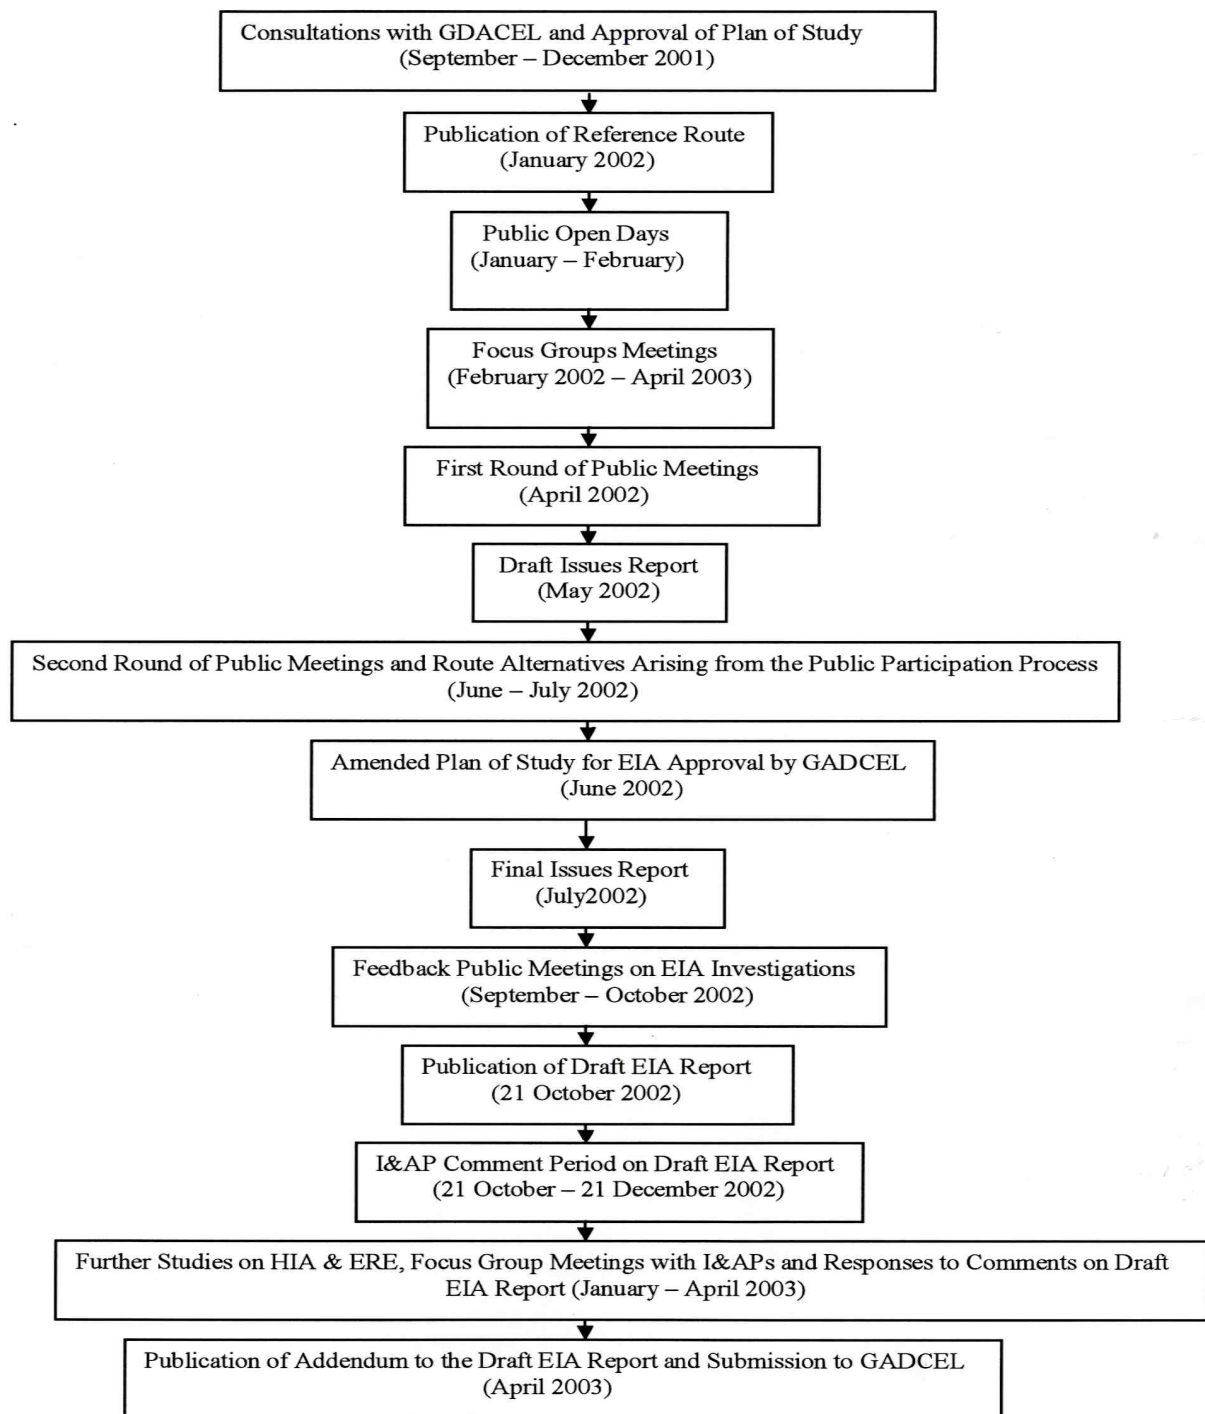 Consultations with GDACEL and Approval of Plan of Study
(September – December 2001)
Publication of Reference Route
(January 2002)
Public Open Days
(January – February)
Focus Groups Meetings
(February 2002 – April 2003)
First Round of Public Meetings
(April 2002)
Draft Issues Report
(May 2002)
Second Round of Public Meetings and Route Alternatives Arising from the Public Participation Process
(June – July 2002)
Amended Plan of Study for EIA Approval by GADCEL
(June 2002)
Final Issues Report
(July2002)
Feedback Public Meetings on EIA Investigations
(September – October 2002)
Publication of Draft EIA Report
(21 October 2002)
I&AP Comment Period on Draft EIA Report
(21 October – 21 December 2002)
Further Studies on HIA & ERE, Focus Group Meetings with I&APs and Responses to Comments on Draft
EIA Report (January – April 2003)
Publication of Addendum to the Draft EIA Report and Submission to GADCEL
(April 2003)